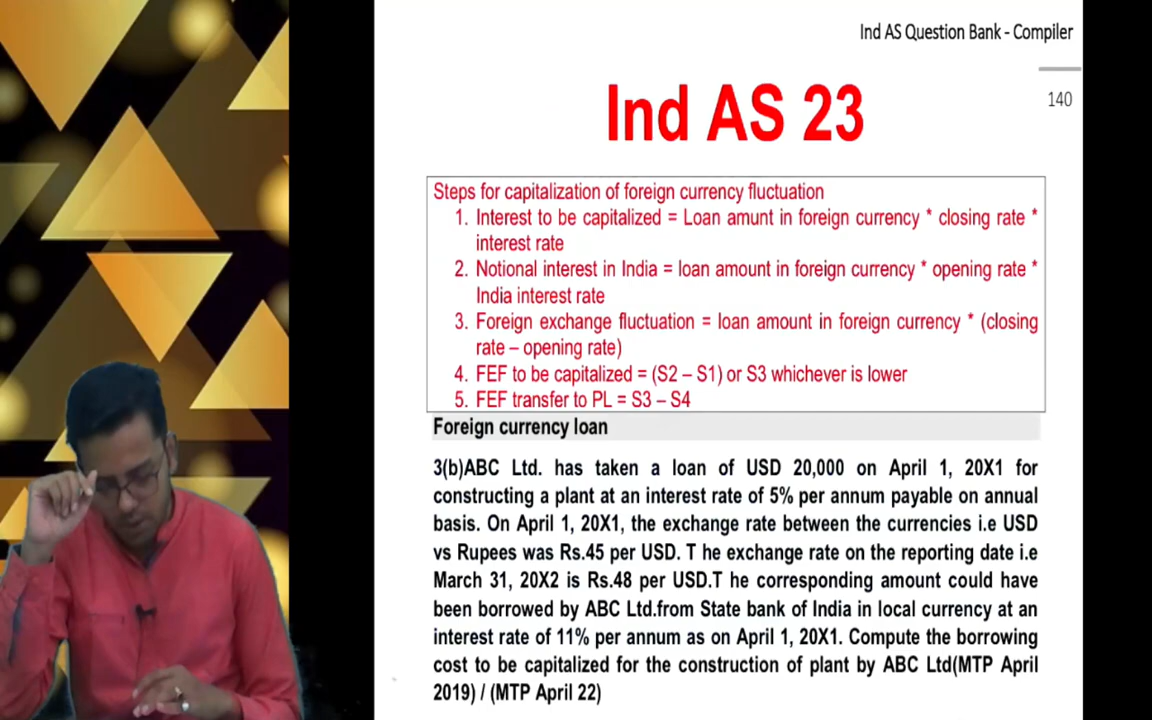 Ind AS Question Bank - Compiler
140
Ind AS 23
Steps for capitalization of foreign currency fluctuation
1. Interest to be capitalized = Loan amunt in foreign currency * closing rate *
interest rate
2. Notional interest in India = loan amount in foreign currency * opening rate *
India interest rate
3. Foreign exchange fluctuation = loan amount in foreign currency * (closing
rate – opening rate)
4. FEF to be capitalized = (S2 – S1) or S3 whichever is lower
5. FEF transfer to PL = S3 – S4
Foreign currency loan
3(b)ABC Ltd. has taken a loan of USD 20,000 on April 1, 20X1 for
constructing a plant at an interest rate of 5% per annum payable on annual
basis. On April 1, 20X1, the exchange rate between the currencies i.e USD
vs Rupees was Rs.45 per USD. T he exchange rate on the reporting date i.e
March 31, 20X2 is Rs.48 per USD.T he corresponding amount could have
been borrowed by ABC Ltd.from State bank of India in local currency at an
interest rate of 11% per annum as on April 1, 20X1. Compute the borrowing
cost to be capitalized for the construction of plant by ABC Ltd(MTP April
2019) / (MTP April 22)